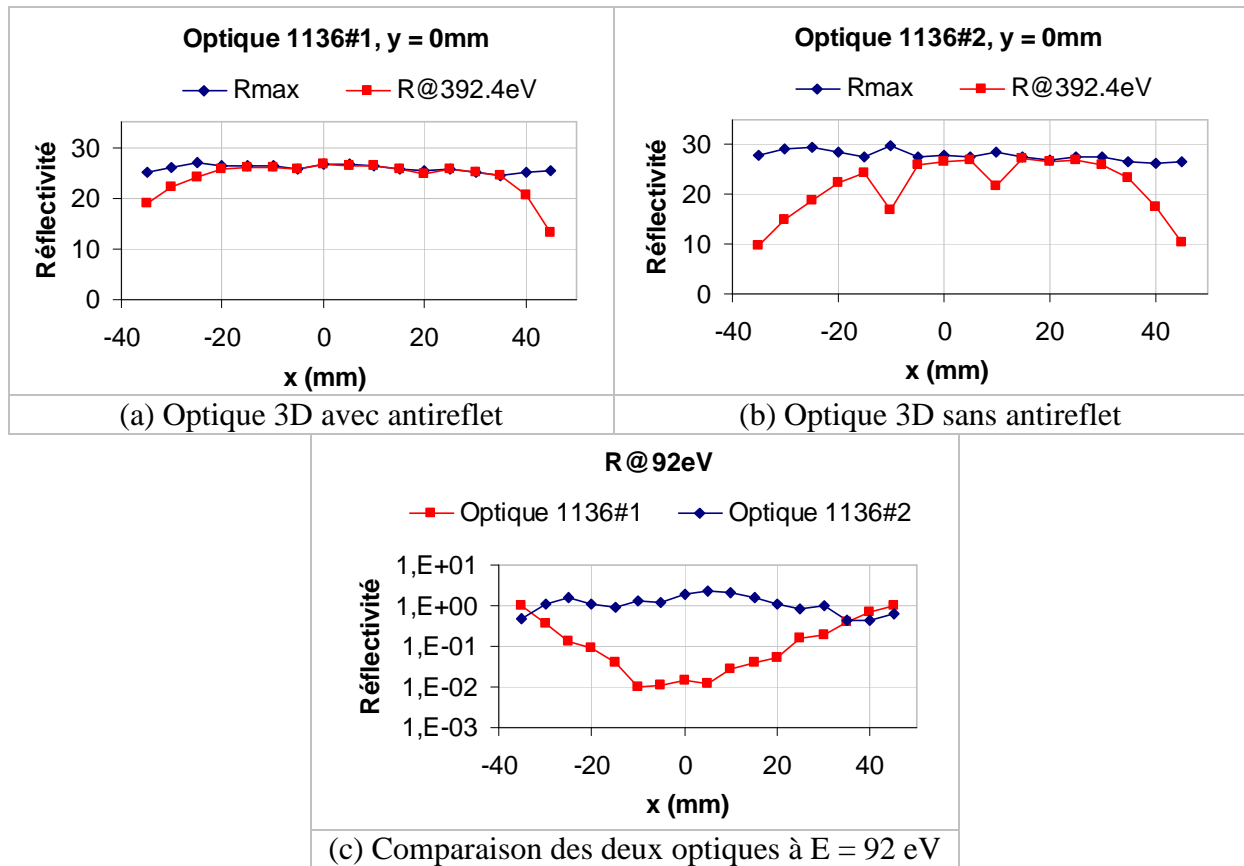 Optique 1136#1, y = 0mm
Rmax R@392.4eV
Réflectivité
30
20
10
0
-40 -20 0 20 40
x (mm)
(a) Optique 3D avec antireflet
Optique 1136#2, y = 0mm
Rmax R@392.4eV
Réflectivité
30
20
10
0
-40 -20 0 20 40
x (mm)
(b) Optique 3D sans antireflet
R@92eV
Optique 1136#1 Optique 1136#2
Réflectivité
1,E+01
1,E+00
1,E-01
1,E-02
1,E-03
-40 -20 0 20 40
x (mm)
(c) Comparaison des deux optiques à E = 92 eV